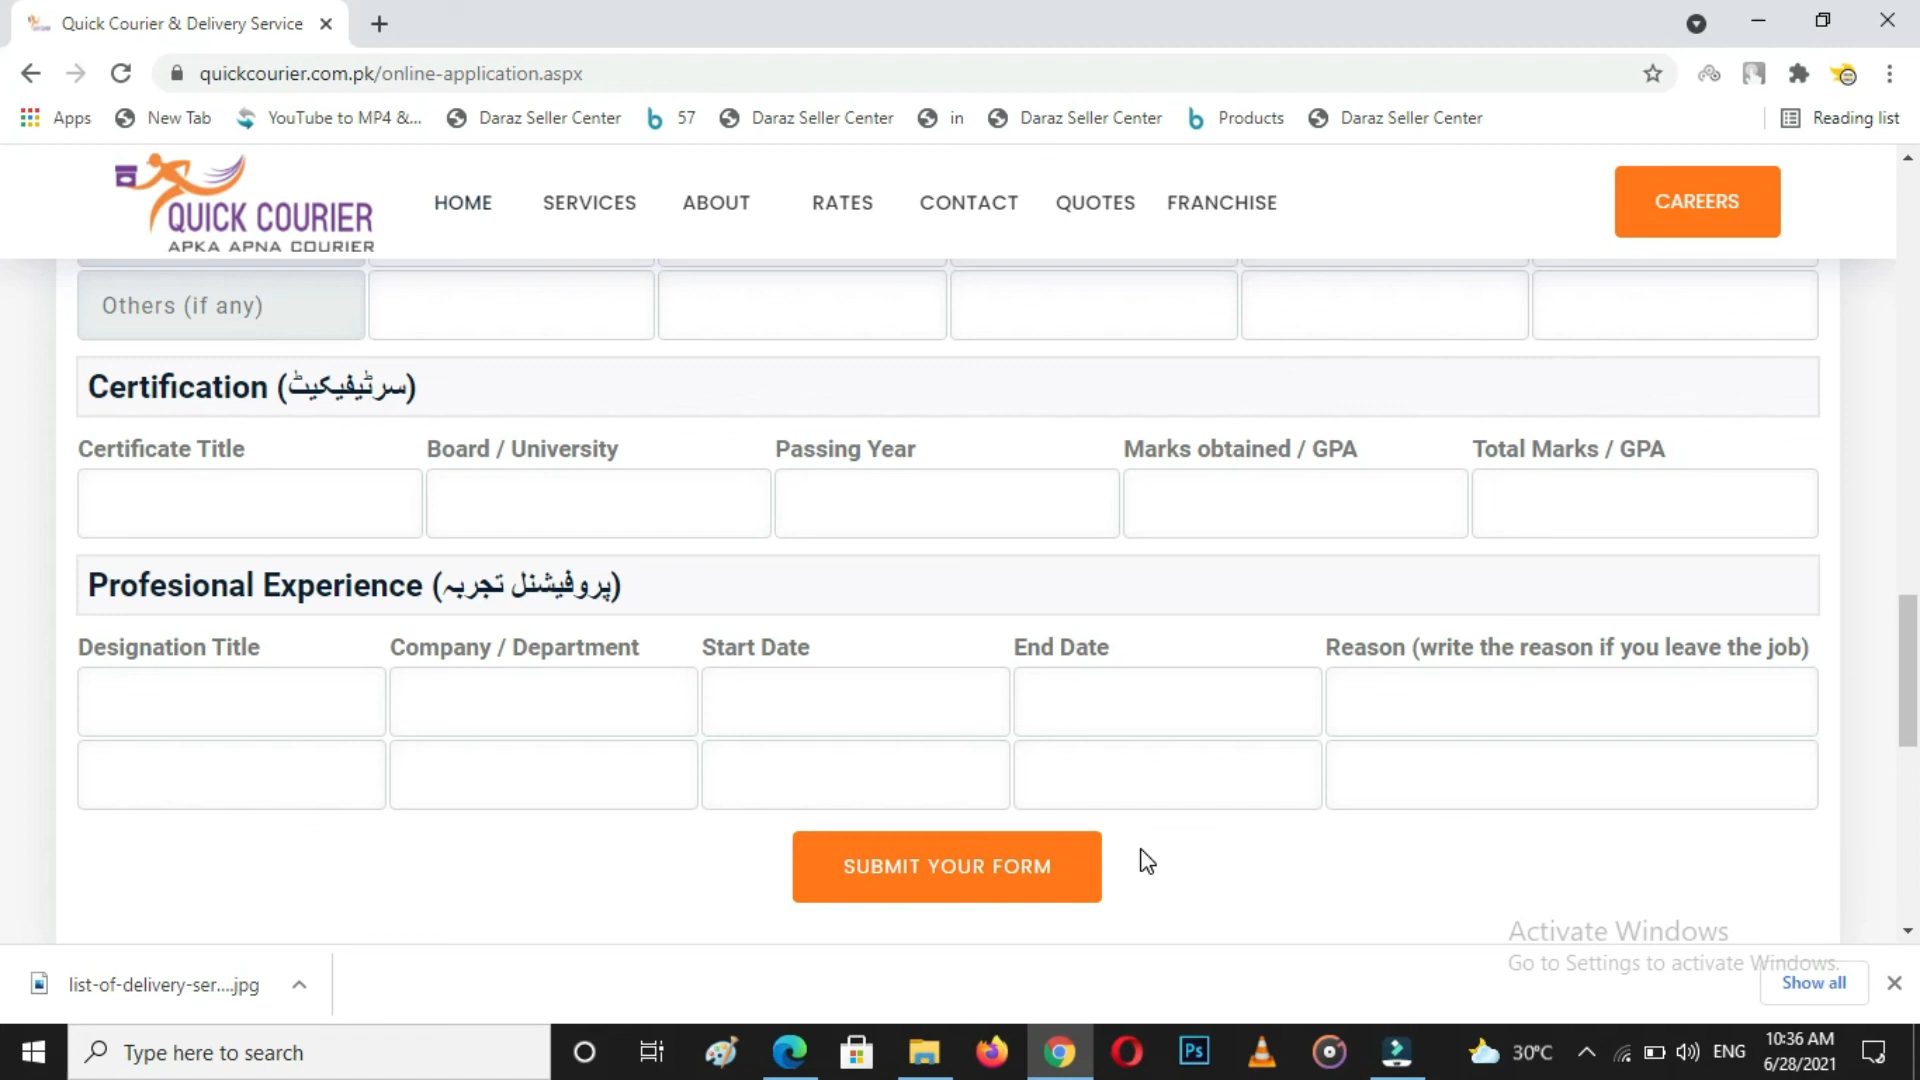 Quick Courier & Delivery Service
quickcourier.com.pk/online-application.aspx
Apps
New Tab
YouTube to MP4 &...
Daraz Seller Center
57
Daraz Seller Center
in
Daraz Seller Center
Products
Daraz Seller Center
Reading list
QUICK COURIER
APKA APNA COURIER
HOME
SERVICES
ABOUT
RATES
CONTACT
QUOTES
FRANCHISE
CAREERS
Others (if any)
Certification (سرٹیفیکیٹ)
Certificate Title
Board / University
Passing Year
Marks obtained / GPA
Total Marks / GPA
Profesional Experience (پروفیشنل تجربہ)
Designation Title
Company / Department
Start Date
End Date
Reason (write the reason if you leave the job)
SUBMIT YOUR FORM
Activate Windows
Go to Settings to activate Windows.
list-of-delivery-ser....jpg
Show all
Type here to search
Ps
30°C
ENG
10:36 AM
6/28/2021